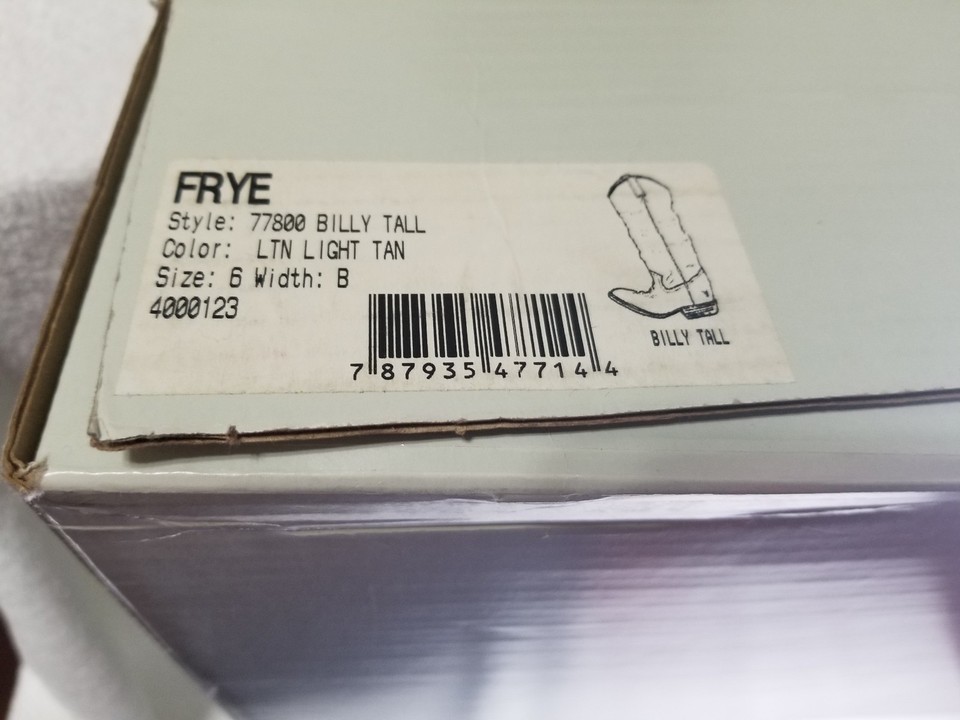 FRYE
Style: 77800 BILLY TALL
Color: LTN LIGHT TAN
Size: 6 Width: B
4000123
7 87935 47714 4
BILLY TALL